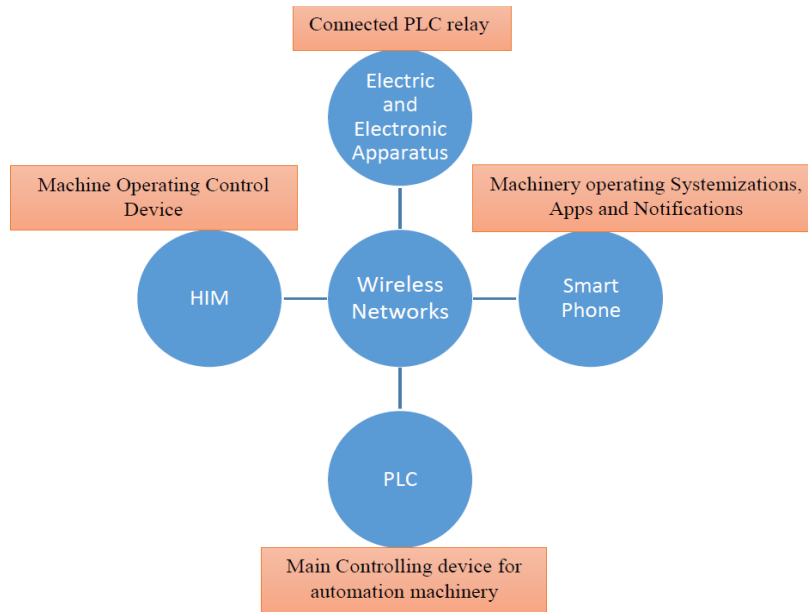 Connected PLC relay
Electric
and
Electronic
Apparatus
Machine Operating Control
Device
Machinery operating Systemizations,
Apps and Notifications
HIM
Wireless
Networks
Smart
Phone
PLC
Main Controlling device for
automation machinery